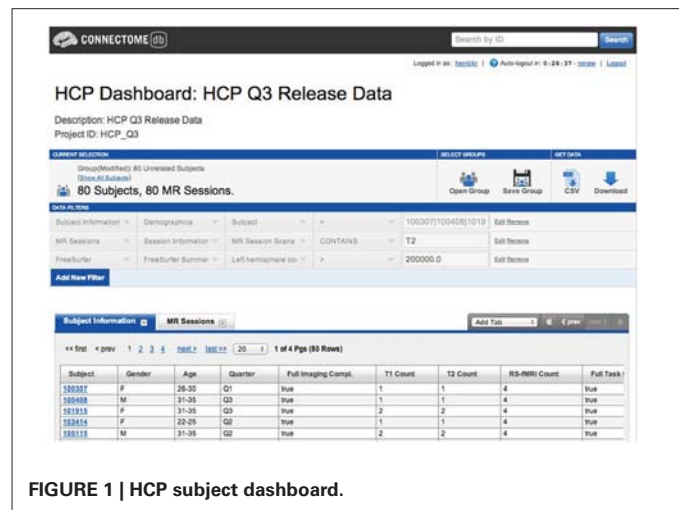 CONNECTOME db
Search by ID
Search
Logged in as: | Auto-logout in: 0:26:37 - renew | Logout
HCP Dashboard: HCP Q3 Release Data
Description: HCP Q3 Release Data
Project ID: HCP_Q3
CURRENT SELECTION SELECT GROUPS GET DATA
Group(Modified): 80 Unrelated Subjects
(Show All Subjects)
80 Subjects, 80 MR Sessions.
Open Group Save Group CSV Download
DATA FILTERS
Subject Information Demographics Subject = 100307|100408|1019 Edit Remove
MR Sessions Session Information MR Session Scans CONTAINS T2 Edit Remove
FreeSurfer FreeSurfer Summar Left hemisphere co > 200000.0 Edit Remove
Add New Filter
Subject Information MR Sessions Add Tab < prev next >
<< first < prev 1 2 3 4 next > last >> 20 1 of 4 Pgs (80 Rows)
Subject Gender Age Quarter Full Imaging Compl. T1 Count T2 Count RS-fMRI Count Full Task
100307 F 26-30 Q1 true 1 1 4 true
100408 M 31-35 Q3 true 1 1 4 true
101915 F 31-35 Q3 true 2 2 4 true
103414 F 22-25 Q2 true 1 1 4 true
105115 M 31-35 Q2 true 2 2 4 true
FIGURE 1 | HCP subject dashboard.